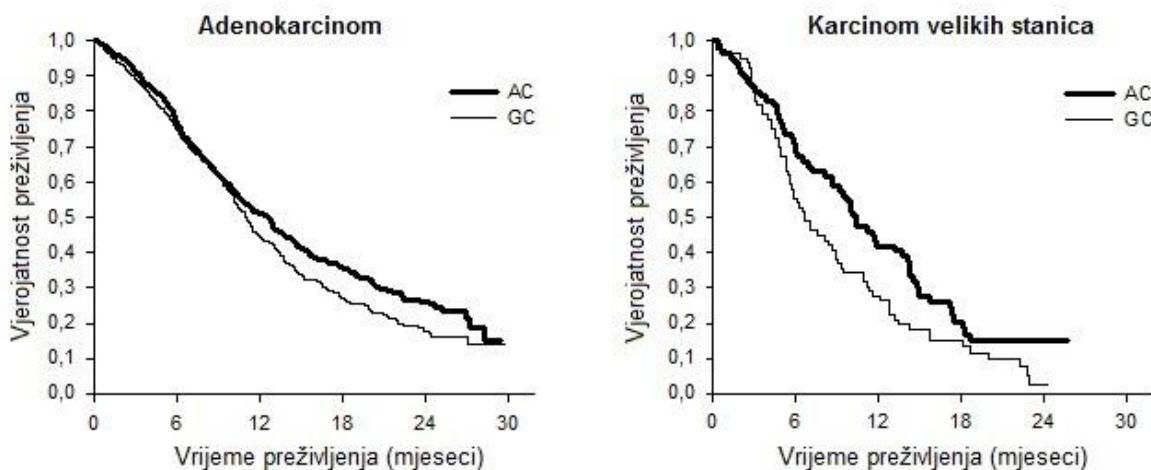 Adenokarcinom
Vjerojatnost preživljenja
1,0
0,9
0,8
0,7
0,6
0,5
0,4
0,3
0,2
0,1
0,0
AC
GC
0 6 12 18 24 30
Vrijeme preživljenja (mjeseci)
Karcinom velikih stanica
Vjerojatnost preživljenja
1,0
0,9
0,8
0,7
0,6
0,5
0,4
0,3
0,2
0,1
0,0
AC
GC
0 6 12 18 24 30
Vrijeme preživljenja (mjeseci)